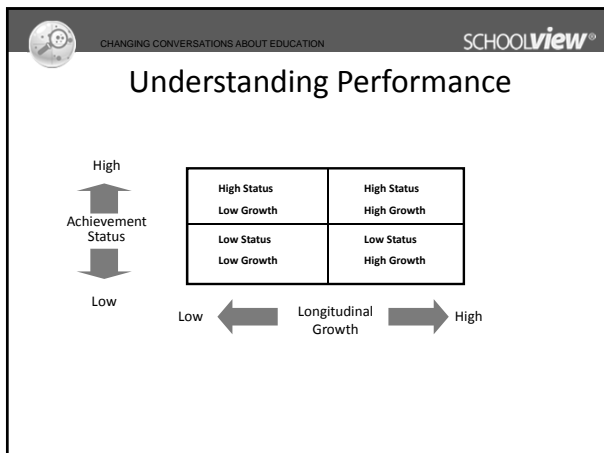 CHANGING CONVERSATIONS ABOUT EDUCATION
SCHOOLVIEW®
Understanding Performance
High
Achievement
Status
Low
High Status
Low Growth
High Status
High Growth
Low Status
Low Growth
Low Status
High Growth
Low
Longitudinal
Growth
High